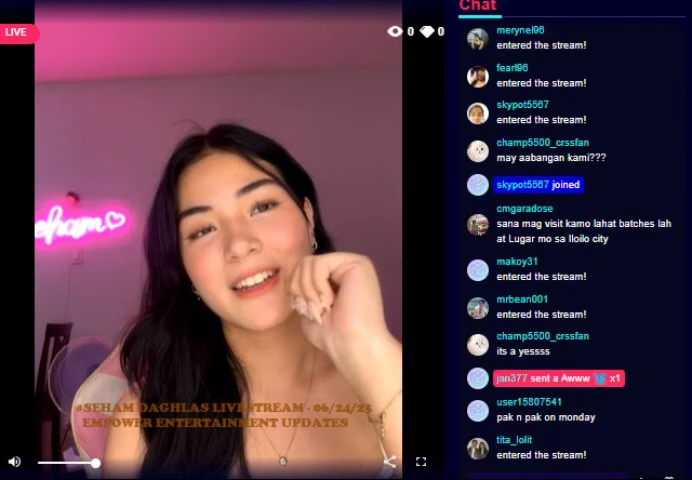 LIVE
0 0
eham
#SEHAM DAGHLAS LIVESTREAM - 06/24/23
EMPOWER ENTERTAINMENT UPDATES
Chat
merynel96
entered the stream!
fearl96
entered the stream!
skypot5567
entered the stream!
champ5500_crssfan
may aabangan kami???
skypot5567 joined
cmgaradose
sana mag visit kamo lahat batches lah
at Lugar mo sa Iloilo city
makoy31
entered the stream!
mrbean001
entered the stream!
champ5500_crssfan
its a yessss
jan377 sent a Awww x1
user15807541
pak n pak on monday
tita_lolit
entered the stream!